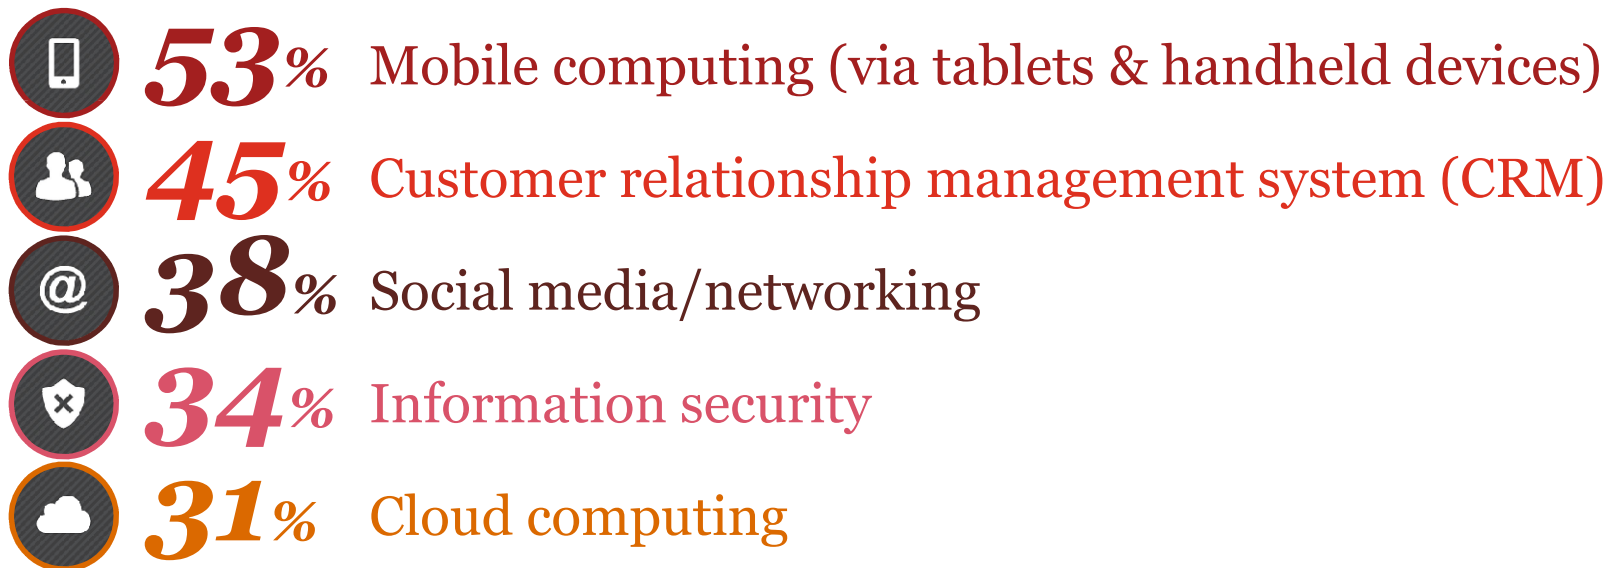 53% Mobile computing (via tablets & handheld devices)
45% Customer relationship management system (CRM)
@ 38% Social media/networking
34% Information security
31% Cloud computing